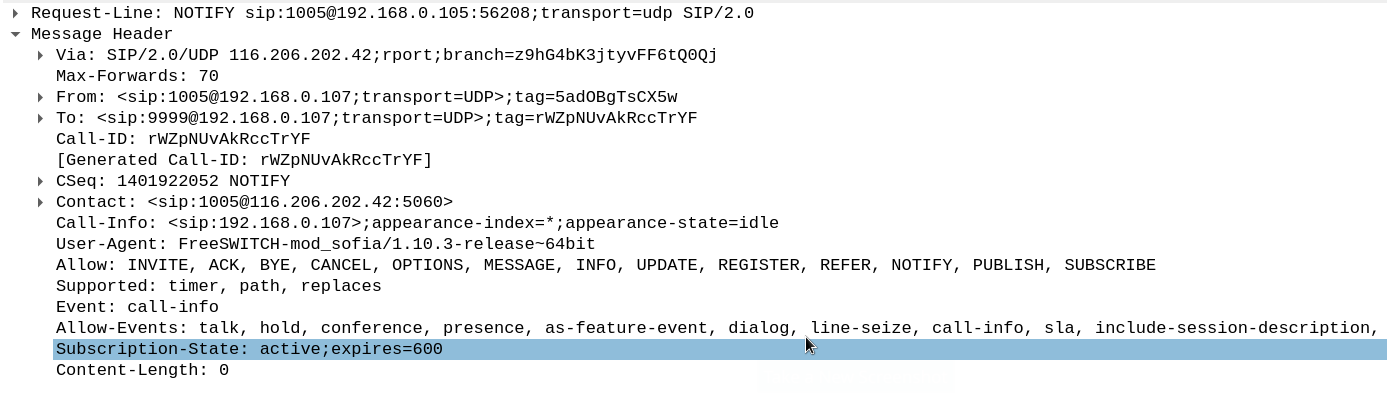 Request-Line: NOTIFY sip:1005@192.168.0.105:56208;transport=udp SIP/2.0
Message Header
Via: SIP/2.0/UDP 116.206.202.42;rport;branch=z9hG4bK3jtyvFF6tQ0Qj
Max-Forwards: 70
From: <sip:1005@192.168.0.107;transport=UDP>;tag=5adOBgTsCX5w
To: <sip:9999@192.168.0.107;transport=UDP>;tag=rWZpNUvAkRccTrYF
Call-ID: rWZpNUvAkRccTrYF
[Generated Call-ID: rWZpNUvAkRccTrYF]
CSeq: 1401922052 NOTIFY
Contact: <sip:1005@116.206.202.42:5060>
Call-Info: <sip:192.168.0.107>;appearance-index=*;appearance-state=idle
User-Agent: FreeSWITCH-mod_sofia/1.10.3-release~64bit
Allow: INVITE, ACK, BYE, CANCEL, OPTIONS, MESSAGE, INFO, UPDATE, REGISTER, REFER, NOTIFY, PUBLISH, SUBSCRIBE
Supported: timer, path, replaces
Event: call-info
Allow-Events: talk, hold, conference, presence, as-feature-event, dialog, line-seize, call-info, sla, include-session-description,
Subscription-State: active;expires=600
Content-Length: 0